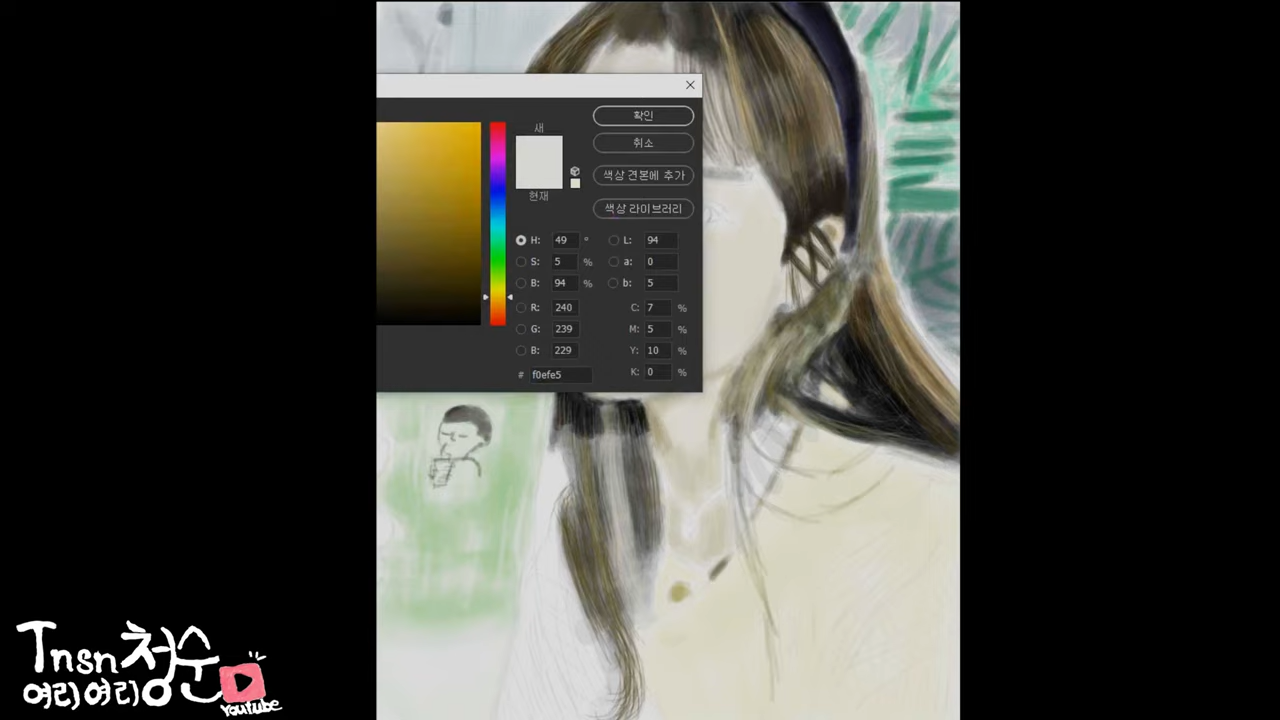 확인
새
취소
색상 견본에 추가
현재
색상 라이브러리
H: 49 ° L: 94
S: 5 % a: 0
B: 94 % b: 5
R: 240 C: 7 %
G: 239 M: 5 %
B: 229 Y: 10 %
# f0efe5 K: 0 %
Tnsn청순
여리여리
YouTube